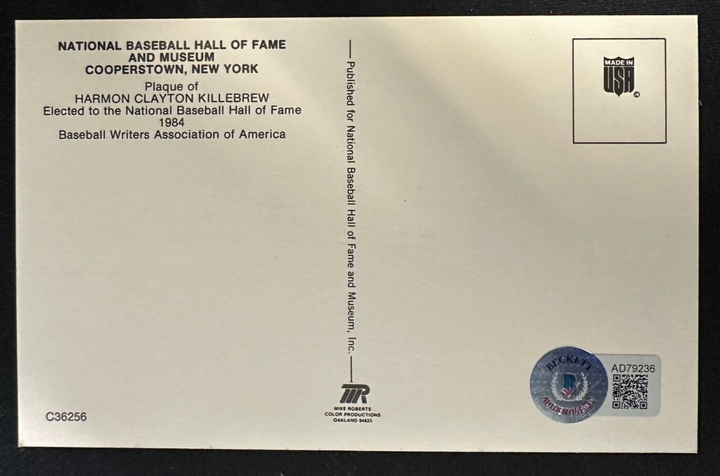 NATIONAL BASEBALL HALL OF FAME
AND MUSEUM
COOPERSTOWN, NEW YORK
Plaque of
HARMON CLAYTON KILLEBREW
Elected to the National Baseball Hall of Fame
1984
Baseball Writers Association of America
C36256
Published for National Baseball Hall of Fame and Museum, Inc.
MR
MIKE ROBERTS
COLOR PRODUCTIONS
OAKLAND 94623
MADE IN
USA
©
BECKETT
B
AUTHENTICATION
AD79236